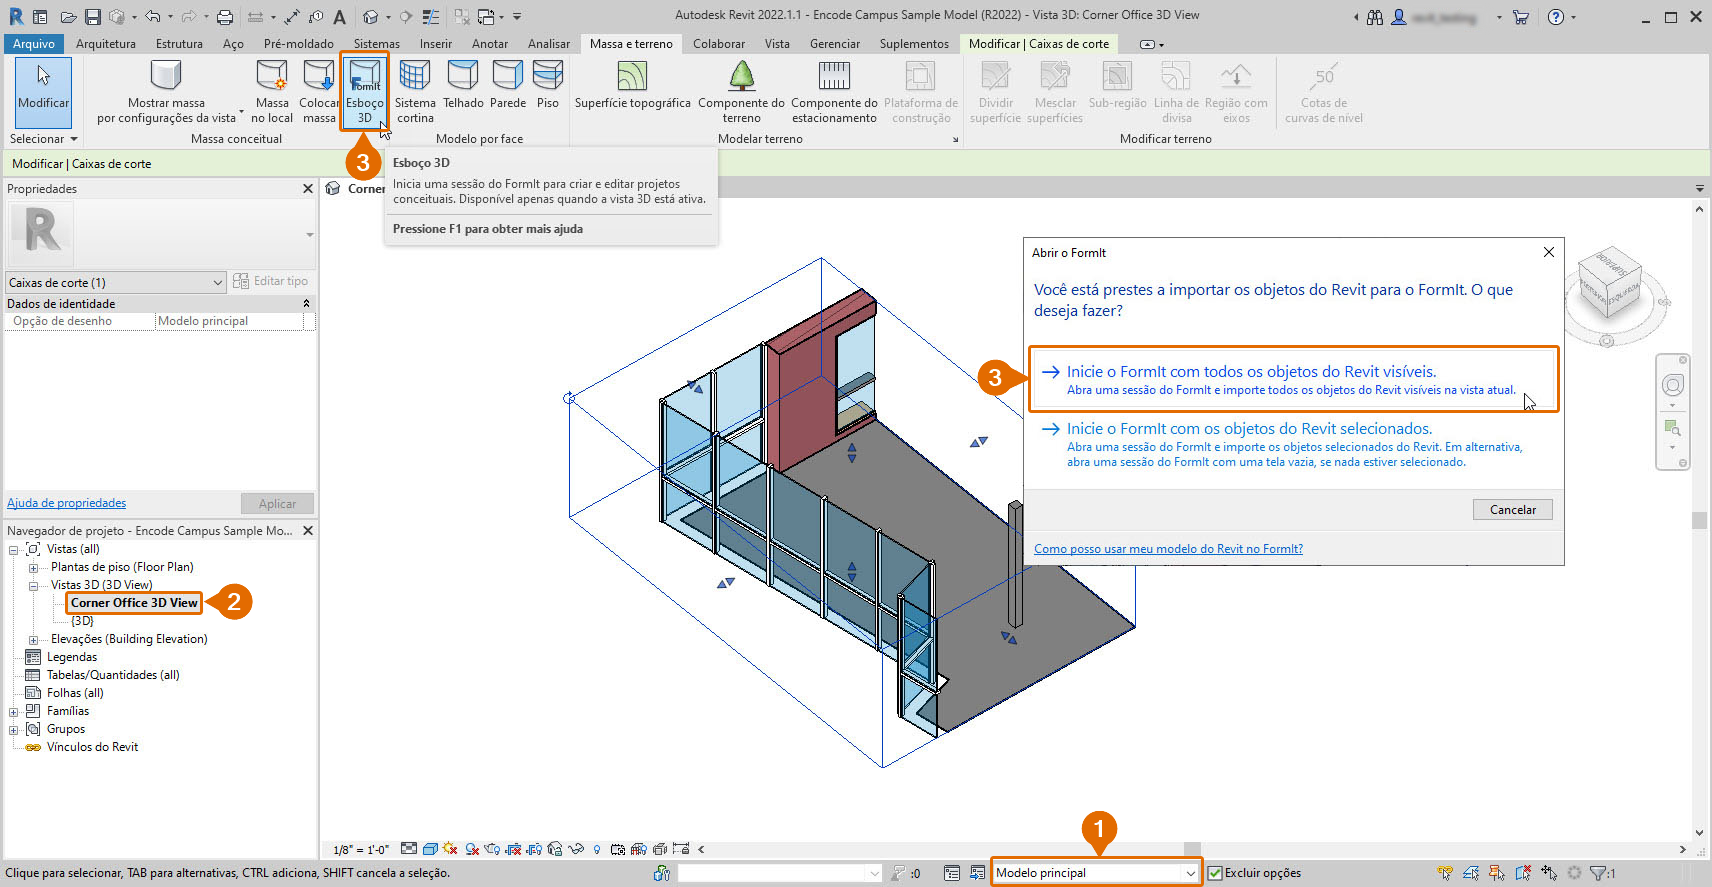 Autodesk Revit 2022.1.1 - Encode Campus Sample Model (R2022) - Vista 3D: Corner Office 3D View
Arquivo Arquitetura Estrutura Aço Pré-moldado Sistemas Inserir Anotar Analisar Massa e terreno Colaborar Vista Gerenciar Suplementos Modificar | Caixas de corte
Modificar
Mostrar massa
por configurações da vista
Massa
no local
Colocar
massa
FormIt
Esboço
3D
Sistema
cortina
Telhado
Parede
Piso
Superfície topográfica
Componente do
terreno
Componente do
estacionamento
Plataforma de
construção
Dividir
superfície
Mesclar
superfícies
Sub-região
Linha de
divisa
Região com
eixos
50
Cotas de
curvas de nível
Selecionar
Massa conceitual
Modelo por face
Modelar terreno
Modificar terreno
3
Modificar | Caixas de corte
Esboço 3D
Inicia uma sessão do FormIt para criar e editar projetos
conceituais. Disponível apenas quando a vista 3D está ativa.
Pressione F1 para obter mais ajuda
Propriedades
R
Caixas de corte (1)
Editar tipo
Dados de identidade
Opção de desenho Modelo principal
Ajuda de propriedades
Aplicar
Navegador de projeto - Encode Campus Sample Mo...
Vistas (all)
Plantas de piso (Floor Plan)
Vistas 3D (3D View)
Corner Office 3D View
2
{3D}
Elevações (Building Elevation)
Legendas
Tabelas/Quantidades (all)
Folhas (all)
Famílias
Grupos
Vínculos do Revit
Corner
Abrir o FormIt
Você está prestes a importar os objetos do Revit para o FormIt. O que
deseja fazer?
3
Inicie o FormIt com todos os objetos do Revit visíveis.
Abra uma sessão do FormIt e importe todos os objetos do Revit visíveis na vista atual.
Inicie o FormIt com os objetos do Revit selecionados.
Abra uma sessão do FormIt e importe os objetos selecionados do Revit. Em alternativa,
abra uma sessão do FormIt com uma tela vazia, se nada estiver selecionado.
Cancelar
Como posso usar meu modelo do Revit no FormIt?
SUPERIOR
ESQUERDA
1
1/8" = 1'-0"
Clique para selecionar, TAB para alternativas, CTRL adiciona, SHIFT cancela a seleção.
:0
Modelo principal
Excluir opções
:1